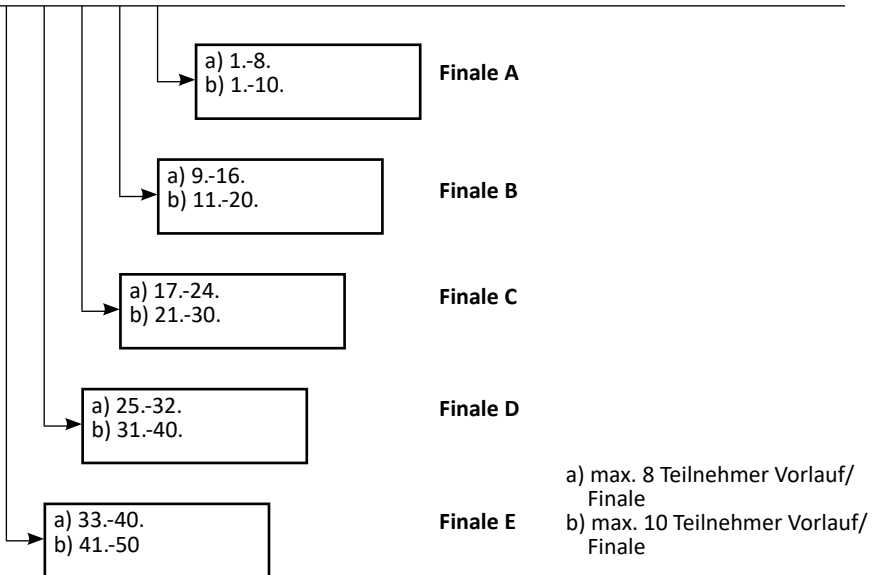 a) 1.-8.
b) 1.-10.
Finale A
a) 9.-16.
b) 11.-20.
Finale B
a) 17.-24.
b) 21.-30.
Finale C
a) 25.-32.
b) 31.-40.
Finale D
a) 33.-40.
b) 41.-50
Finale E
a) max. 8 Teilnehmer Vorlauf/
Finale
b) max. 10 Teilnehmer Vorlauf/
Finale